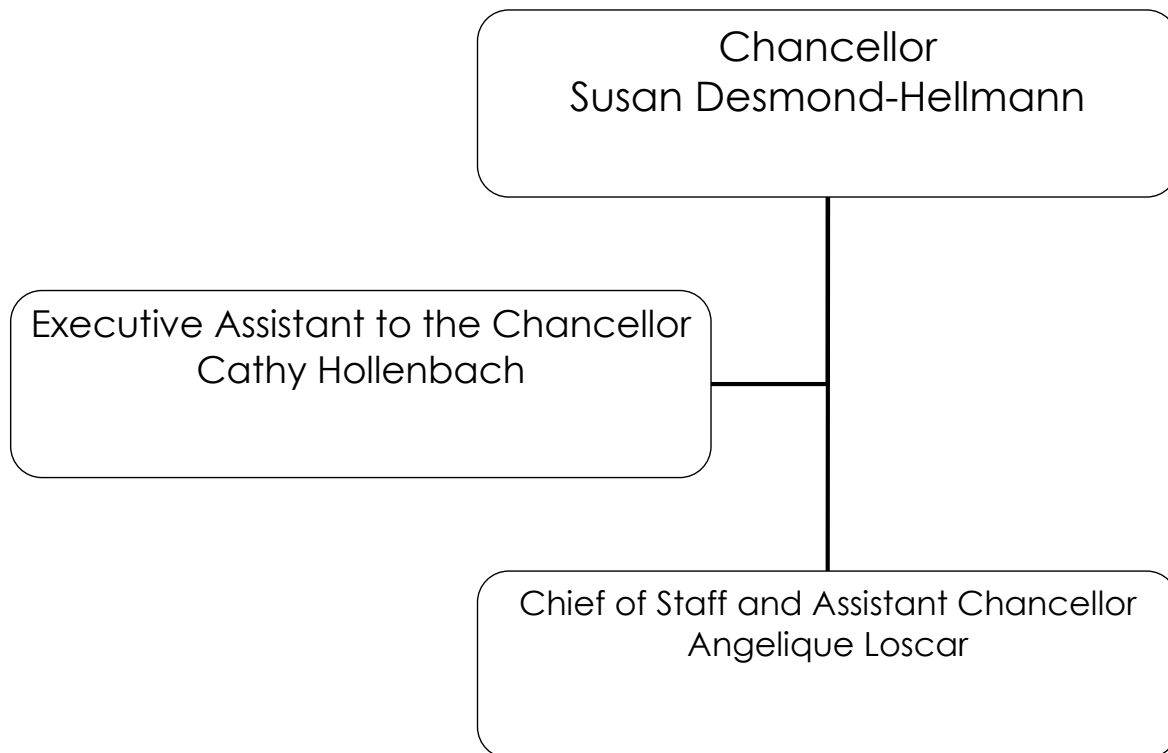 Chancellor
Susan Desmond-Hellmann
Executive Assistant to the Chancellor
Cathy Hollenbach
Chief of Staff and Assistant Chancellor
Angelique Loscar